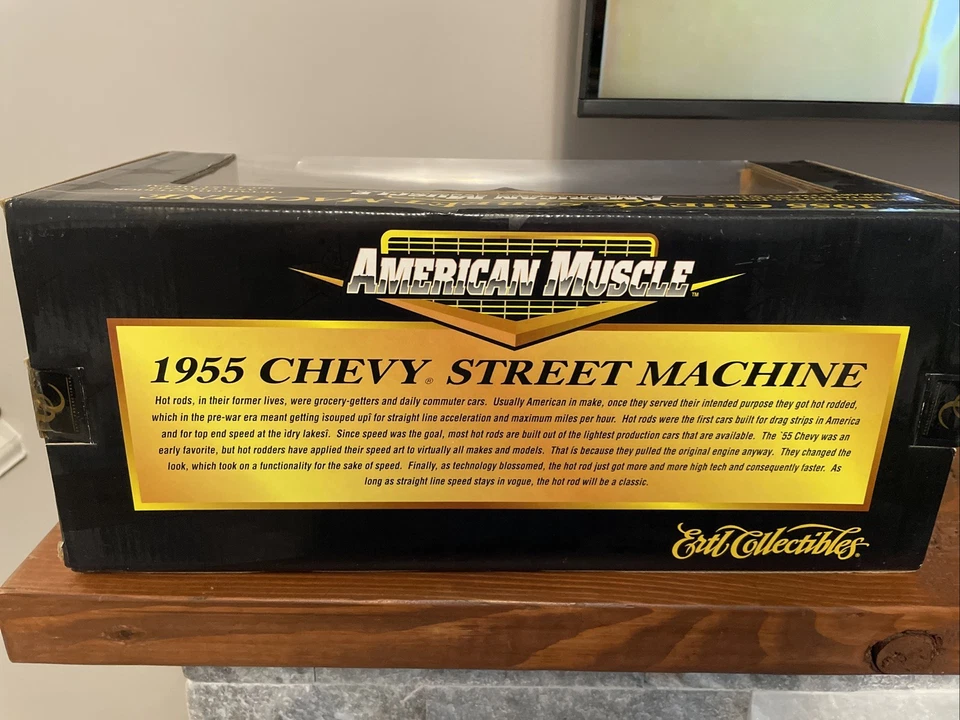 AMERICAN MUSCLE
AMERICAN MUSCLE™
1955 CHEVY® STREET MACHINE
Hot rods, in their former lives, were grocery-getters and daily commuter cars. Usually American in make, once they served their intended purpose they got hot rodded,
which in the pre-war era meant getting ìsouped upî for straight line acceleration and maximum miles per hour. Hot rods were the first cars built for drag strips in America
and for top end speed at the ìdry lakesî. Since speed was the goal, most hot rods are built out of the lightest production cars that are available. The `55 Chevy was an
early favorite, but hot rodders have applied their speed art to virtually all makes and models. That is because they pulled the original engine anyway. They changed the
look, which took on a functionality for the sake of speed. Finally, as technology blossomed, the hot rod just got more and more high tech and consequently faster. As
long as straight line speed stays in vogue, the hot rod will be a classic.
Ertl Collectibles®